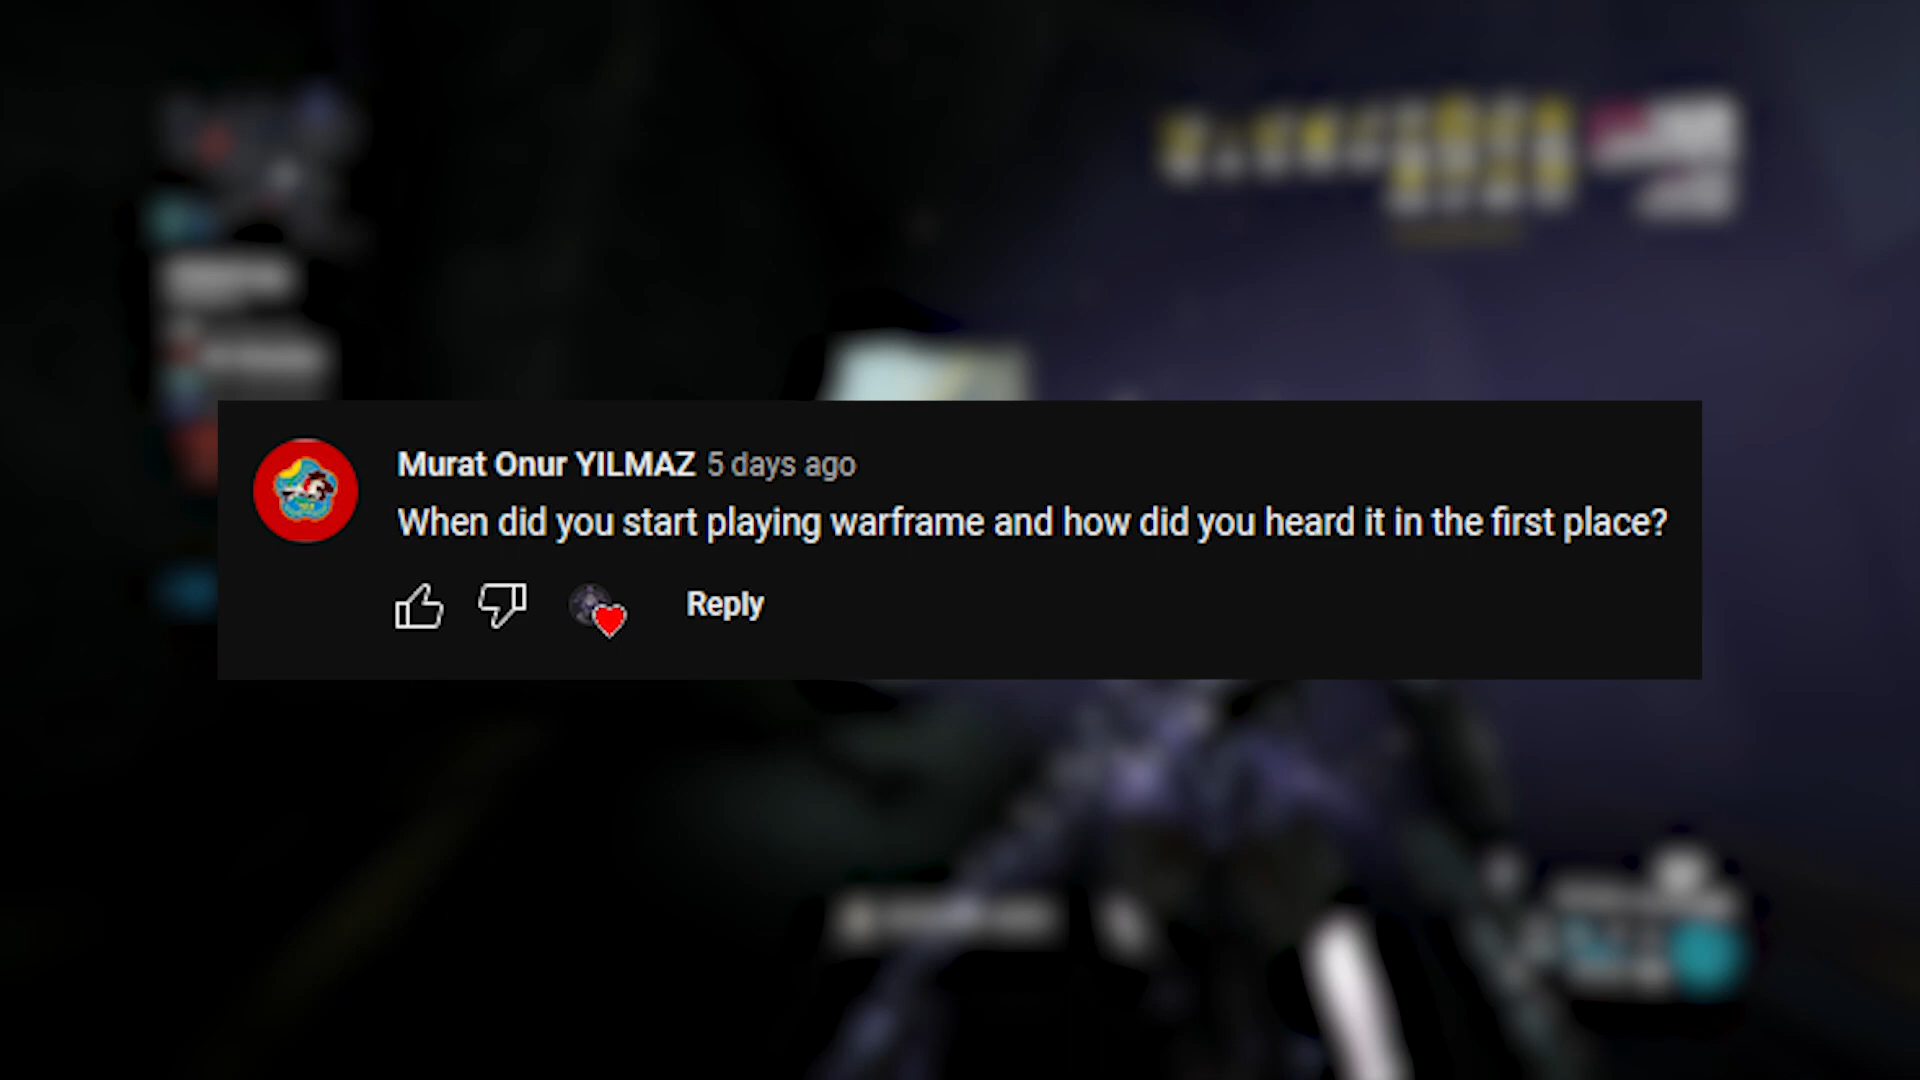 Murat Onur YILMAZ 5 days ago
When did you start playing warframe and how did you heard it in the first place?
Reply